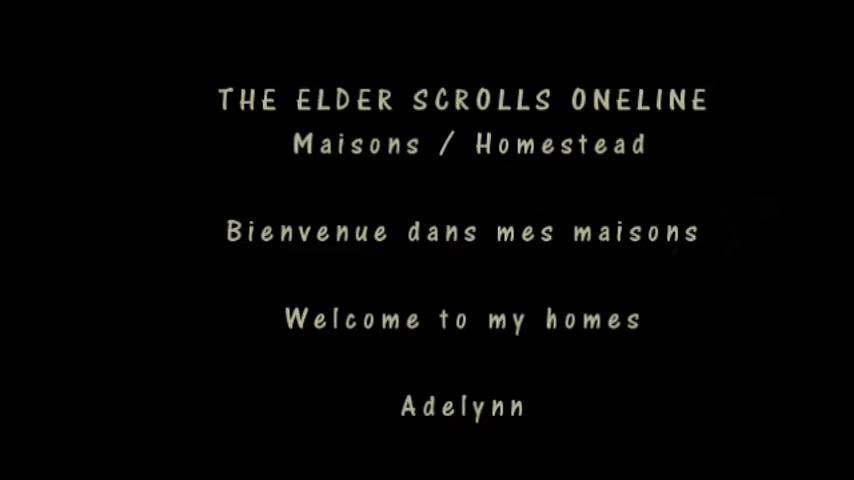 THE ELDER SCROLLS ONELINE
Maisons / Homestead
Bienvenue dans mes maisons
Welcome to my homes
Adelynn